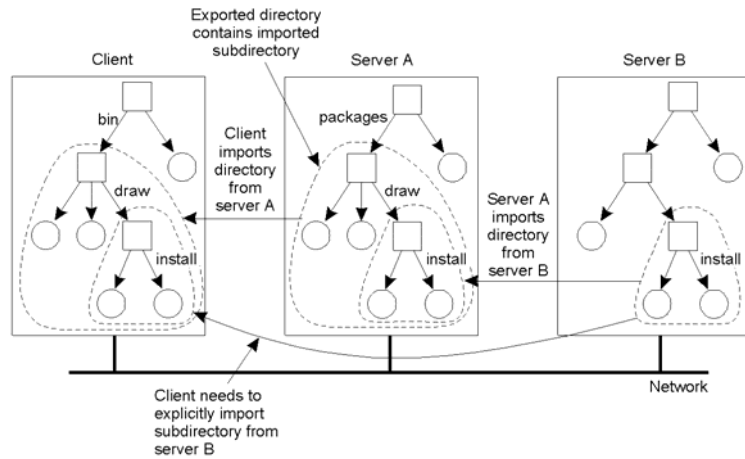 Exported directory
contains imported
subdirectory
Client
Server A
Server B
bin
packages
Client
imports
directory
from
server A
draw
draw
Server A
imports
directory
from
server B
install
install
install
Network
Client needs to
explicitly import
subdirectory from
server B